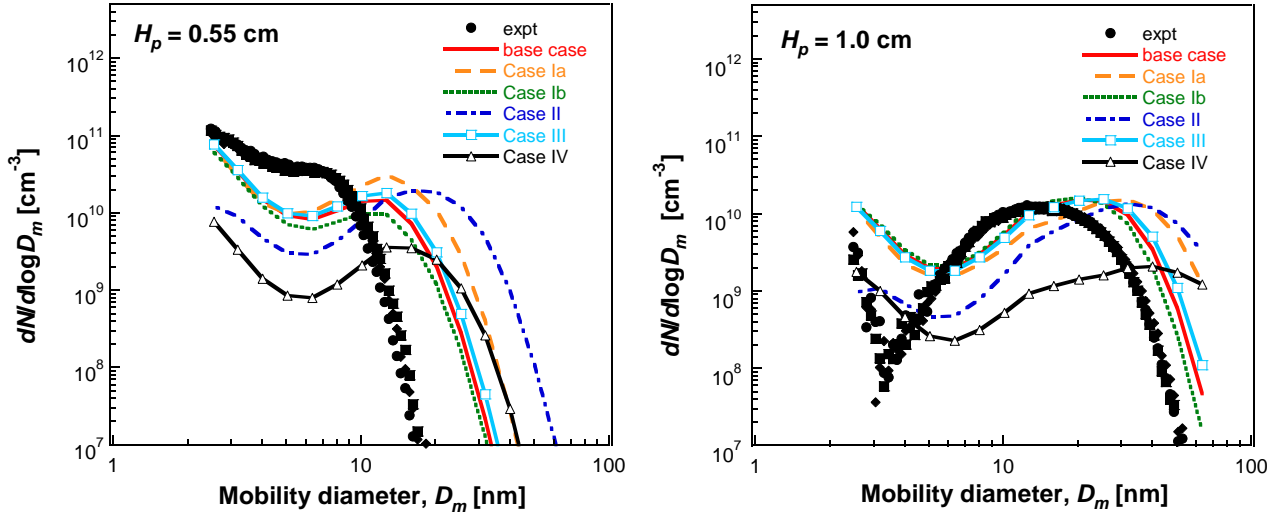 H_p = 0.55 cm
expt
base case
Case Ia
Case Ib
Case II
Case III
Case IV
10^12
10^11
10^10
10^9
10^8
10^7
dN/dlogD_m [cm^-3]
1
10
100
Mobility diameter, D_m [nm]
H_p = 1.0 cm
expt
base case
Case Ia
Case Ib
Case II
Case III
Case IV
10^12
10^11
10^10
10^9
10^8
10^7
dN/dlogD_m [cm^-3]
1
10
100
Mobility diameter, D_m [nm]